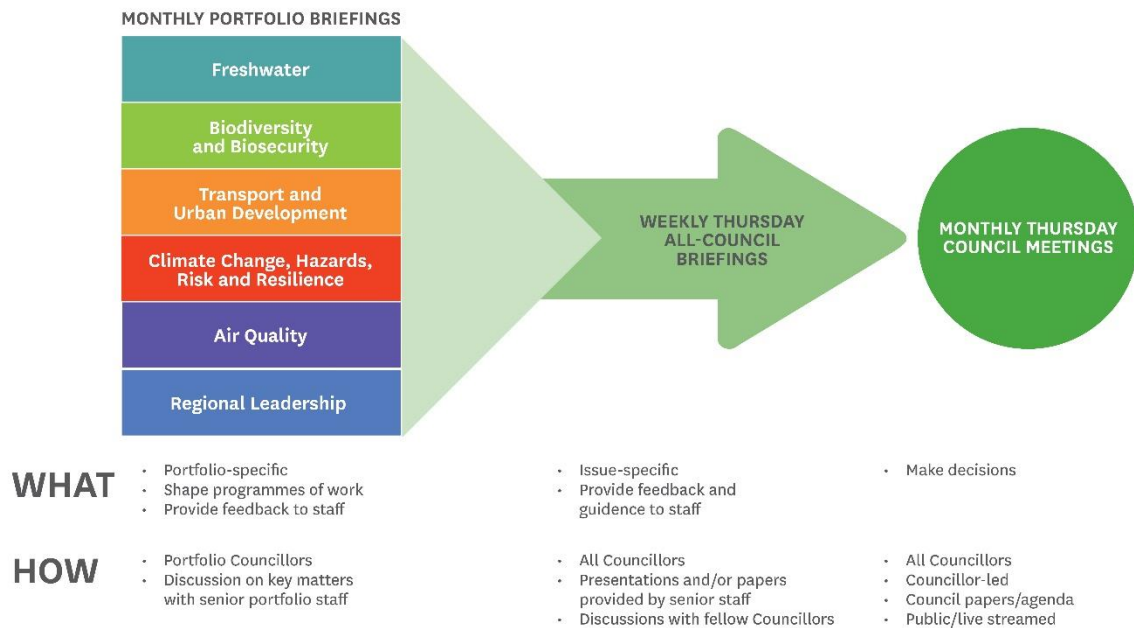 MONTHLY PORTFOLIO BRIEFINGS
Freshwater
Biodiversity
and Biosecurity
Transport and
Urban Development
Climate Change, Hazards,
Risk and Resilience
Air Quality
Regional Leadership
WEEKLY THURSDAY
ALL-COUNCIL
BRIEFINGS
MONTHLY THURSDAY
COUNCIL MEETINGS
WHAT
• Portfolio-specific
• Shape programmes of work
• Provide feedback to staff
• Issue-specific
• Provide feedback and
guidance to staff
• Make decisions
HOW
• Portfolio Councillors
• Discussion on key matters
with senior portfolio staff
• All Councillors
• Presentations and/or papers
provided by senior staff
• Discussions with fellow Councillors
• All Councillors
• Councillor-led
• Council papers/agenda
• Public/live streamed